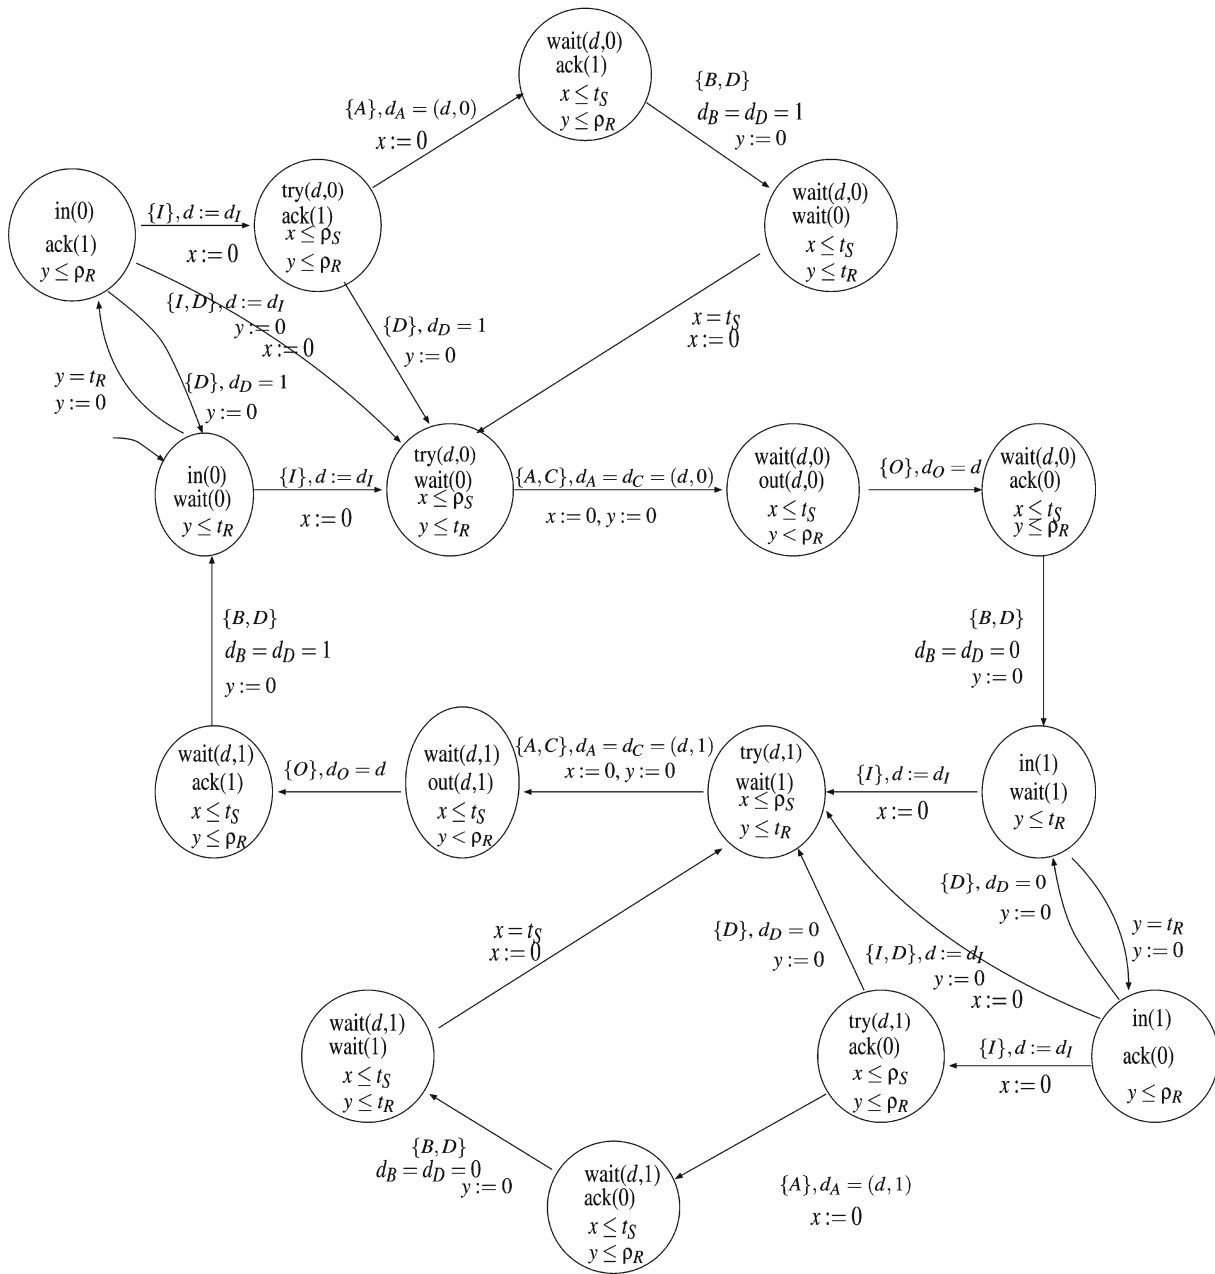 wait(d,0)
ack(1)
x ≤ t_S
y ≤ ρ_R
{A}, d_A = (d,0)
x := 0
{B,D}
d_B = d_D = 1
y := 0
in(0)
ack(1)
y ≤ ρ_R
{I}, d := d_I
x := 0
try(d,0)
ack(1)
x ≤ ρ_S
y ≤ ρ_R
wait(d,0)
wait(0)
x ≤ t_S
y ≤ t_R
{I,D}, d := d_I
y := 0
x := 0
{D}, d_D = 1
y := 0
x = t_S
x := 0
y = t_R
y := 0
{D}, d_D = 1
y := 0
in(0)
wait(0)
y ≤ t_R
{I}, d := d_I
x := 0
try(d,0)
wait(0)
x ≤ ρ_S
y ≤ t_R
{A,C}, d_A = d_C = (d,0)
x := 0, y := 0
wait(d,0)
out(d,0)
x ≤ t_S
y < ρ_R
{O}, d_O = d
wait(d,0)
ack(0)
x ≤ t_S
y ≤ ρ_R
{B,D}
d_B = d_D = 1
y := 0
{B,D}
d_B = d_D = 0
y := 0
wait(d,1)
ack(1)
x ≤ t_S
y ≤ ρ_R
{O}, d_O = d
wait(d,1)
out(d,1)
x ≤ t_S
y < ρ_R
{A,C}, d_A = d_C = (d,1)
x := 0, y := 0
try(d,1)
wait(1)
x ≤ ρ_S
y ≤ t_R
{I}, d := d_I
x := 0
in(1)
wait(1)
y ≤ t_R
x = t_S
x := 0
{D}, d_D = 0
y := 0
{I,D}, d := d_I
y := 0
x := 0
{D}, d_D = 0
y := 0
y = t_R
y := 0
wait(d,1)
wait(1)
x ≤ t_S
y ≤ t_R
try(d,1)
ack(0)
x ≤ ρ_S
y ≤ ρ_R
{I}, d := d_I
x := 0
in(1)
ack(0)
y ≤ ρ_R
{B,D}
d_B = d_D = 0
y := 0
wait(d,1)
ack(0)
x ≤ t_S
y ≤ ρ_R
{A}, d_A = (d,1)
x := 0